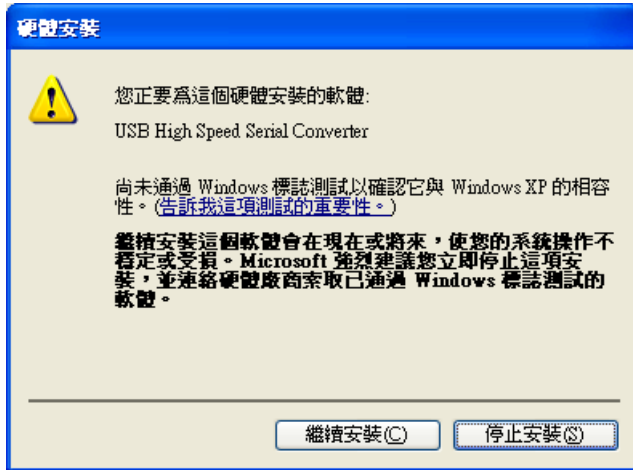 硬體安裝
您正要為這個硬體安裝的軟體:
USB High Speed Serial Converter
尚未通過 Windows 標誌測試以確認它與 Windows XP 的相容
性。(告訴我這項測試的重要性。)
繼續安裝這個軟體會在現在或將來，使您的系統操作不
穩定或受損。Microsoft 強烈建議您立即停止這項安
裝，並連絡硬體廠商索取已通過 Windows 標誌測試的
軟體。
繼續安裝(C)
停止安裝(S)